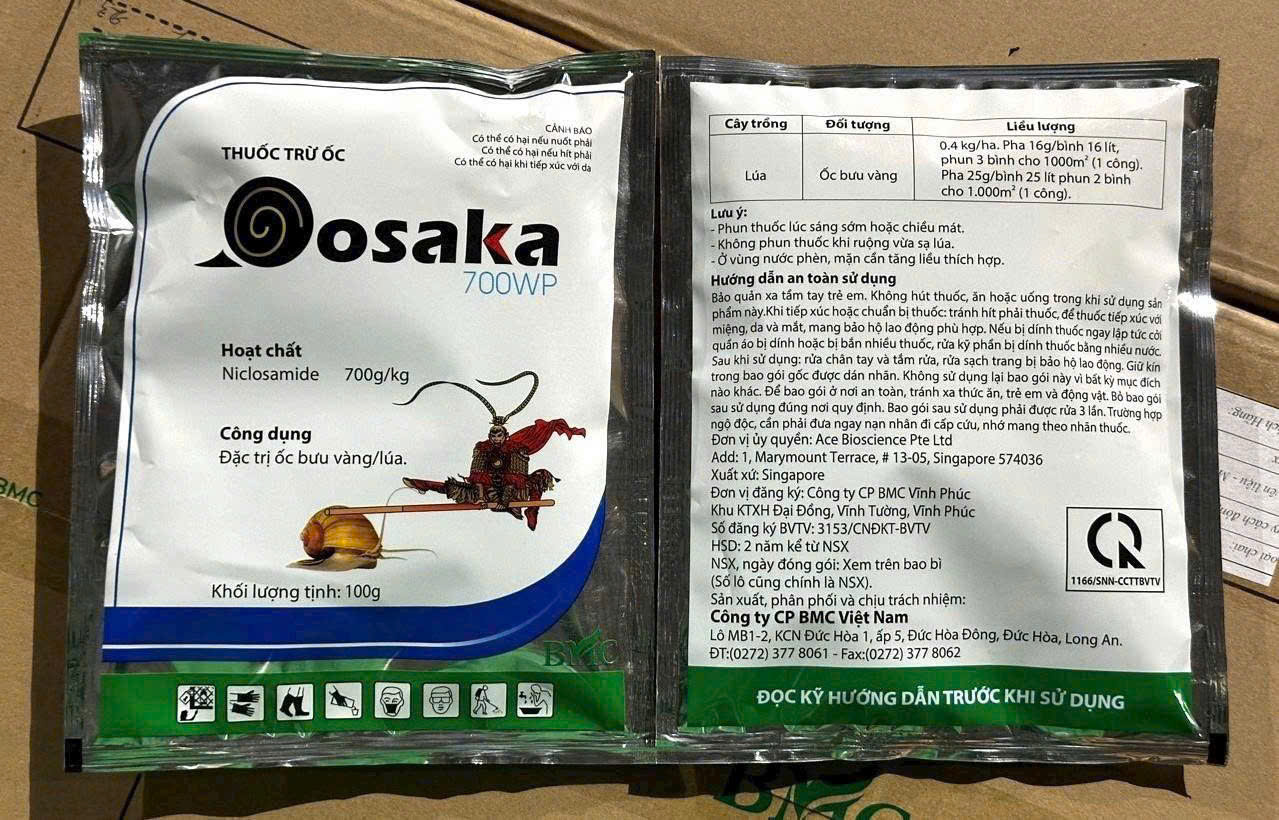 CẢNH BÁO
Có thể có hại nếu nuốt phải
Có thể có hại nếu hít phải
Có thể có hại khi tiếp xúc với da
THUỐC TRỪ ỐC
Oosaka
700WP
Hoạt chất
Niclosamide 700g/kg
Công dụng
Đặc trị ốc bươu vàng/lúa.
Khối lượng tịnh: 100g
BMC
Cây trồng Đối tượng Liều lượng
Lúa Ốc bươu vàng
0.4 kg/ha. Pha 16g/bình 16 lít,
phun 3 bình cho 1000m² (1 công).
Pha 25g/bình 25 lít phun 2 bình
cho 1.000m² (1 công).
Lưu ý:
- Phun thuốc lúc sáng sớm hoặc chiều mát.
- Không phun thuốc khi ruộng vừa sạ lúa.
- Ở vùng nước phèn, mặn cần tăng liều thích hợp.
Hướng dẫn an toàn sử dụng
Bảo quản xa tầm tay trẻ em. Không hút thuốc, ăn hoặc uống trong khi sử dụng sản
phẩm này.Khi tiếp xúc hoặc chuẩn bị thuốc: tránh hít phải thuốc, để thuốc tiếp xúc với
miệng, da và mắt, mang bảo hộ lao động phù hợp. Nếu bị dính thuốc ngay lập tức cởi
quần áo bị dính hoặc bị bắn nhiều thuốc, rửa kỹ phần bị dính thuốc bằng nhiều nước.
Sau khi sử dụng: rửa chân tay và tắm rửa, rửa sạch trang bị bảo hộ lao động. Giữ kín
trong bao gói gốc được dán nhãn. Không sử dụng lại bao gói này vì bất kỳ mục đích
nào khác. Để bao gói ở nơi an toàn, tránh xa thức ăn, trẻ em và động vật. Bỏ bao gói
sau sử dụng đúng nơi quy định. Bao gói sau sử dụng phải được rửa 3 lần. Trường hợp
ngộ độc, cần phải đưa ngay nạn nhân đi cấp cứu, nhớ mang theo nhãn thuốc.
Đơn vị ủy quyền: Ace Bioscience Pte Ltd
Add: 1, Marymount Terrace, # 13-05, Singapore 574036
Xuất xứ: Singapore
Đơn vị đăng ký: Công ty CP BMC Vĩnh Phúc
Khu KTXH Đại Đồng, Vĩnh Tường, Vĩnh Phúc
Số đăng ký BVTV: 3153/CNĐKT-BVTV
HSD: 2 năm kể từ NSX
NSX, ngày đóng gói: Xem trên bao bì
(Số lô cũng chính là NSX).
Sản xuất, phân phối và chịu trách nhiệm:
Công ty CP BMC Việt Nam
Lô MB1-2, KCN Đức Hòa 1, ấp 5, Đức Hòa Đông, Đức Hòa, Long An.
ĐT:(0272) 377 8061 - Fax:(0272) 377 8062
1166/SNN-CCTTBVTV
ĐỌC KỸ HƯỚNG DẪN TRƯỚC KHI SỬ DỤNG
BMC
BMC